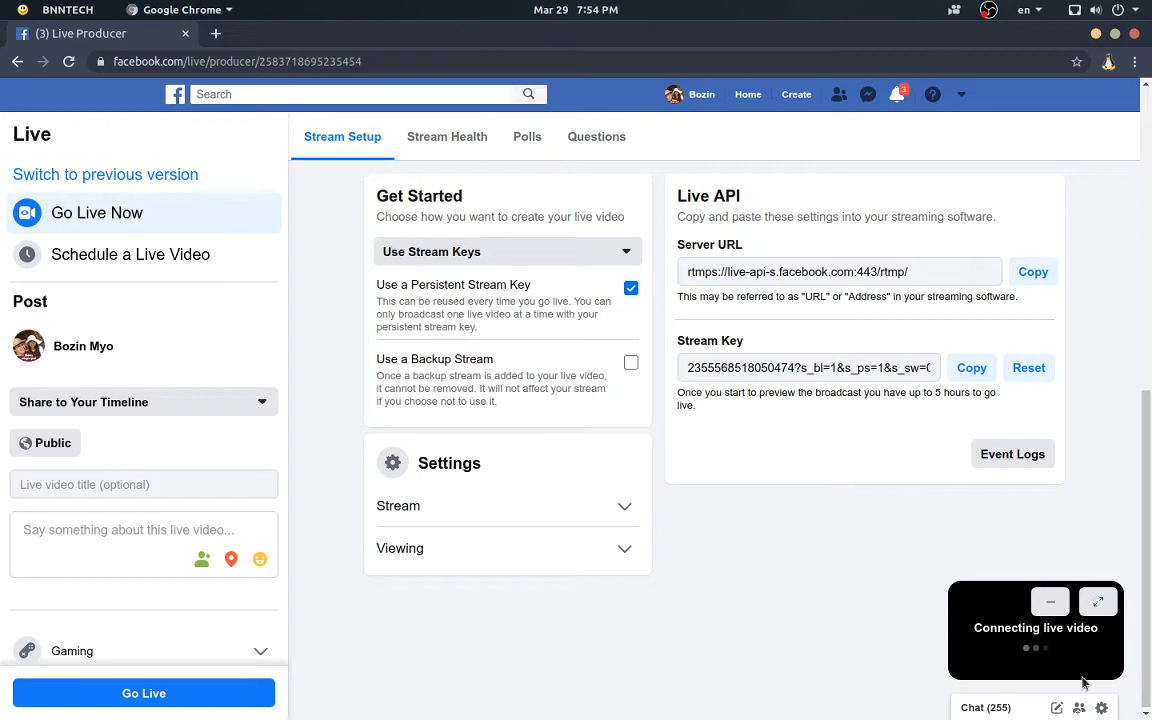 BNNTECH
Google Chrome
Mar 29 7:54 PM
en
(3) Live Producer
facebook.com/live/producer/2583718695235454
Search
Bozin
Home
Create
3
Live
Switch to previous version
Go Live Now
Schedule a Live Video
Post
Bozin Myo
Share to Your Timeline
Public
Live video title (optional)
Say something about this live video...
Gaming
Go Live
Stream Setup
Stream Health
Polls
Questions
Get Started
Choose how you want to create your live video
Use Stream Keys
Use a Persistent Stream Key
This can be reused every time you go live. You can
only broadcast one live video at a time with your
persistent stream key.
Use a Backup Stream
Once a backup stream is added to your live video,
it cannot be removed. It will not affect your stream
if you choose not to use it.
Settings
Stream
Viewing
Live API
Copy and paste these settings into your streaming software.
Server URL
rtmps://live-api-s.facebook.com:443/rtmp/
Copy
This may be referred to as "URL" or "Address" in your streaming software.
Stream Key
2355568518050474?s_bl=1&s_ps=1&s_sw=0
Copy
Reset
Once you start to preview the broadcast you have up to 5 hours to go
live.
Event Logs
Connecting live video
Chat (255)